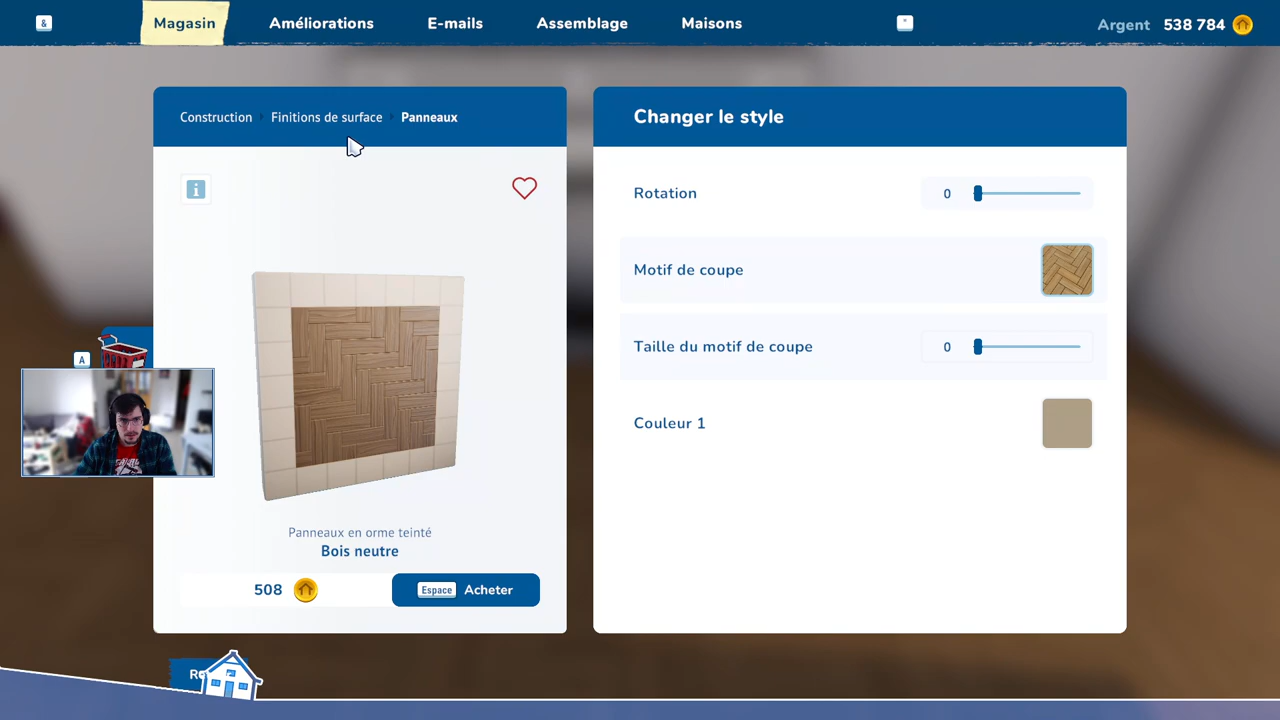 &
Magasin
Améliorations
E-mails
Assemblage
Maisons
"
Argent 538 784
Construction
Finitions de surface
Panneaux
i
Panneaux en orme teinté
Bois neutre
508
Espace Acheter
Changer le style
Rotation
0
Motif de coupe
Taille du motif de coupe
0
Couleur 1
A